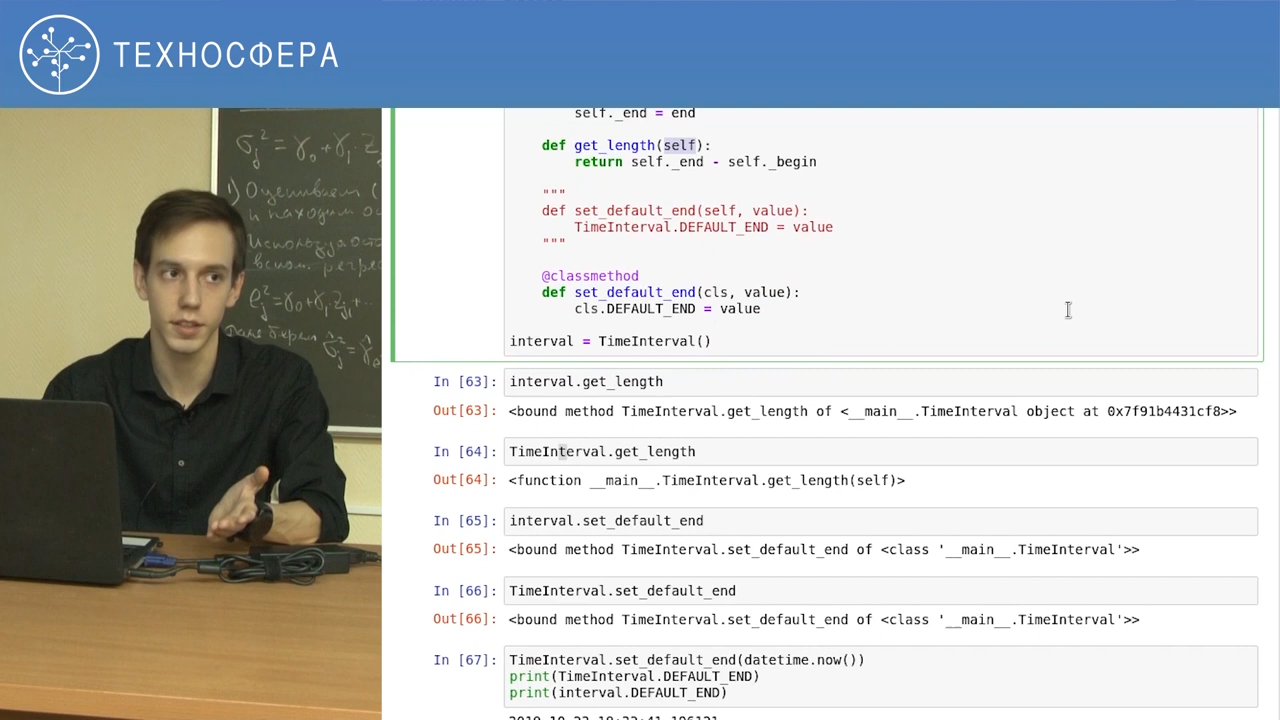 ТЕХНОСФЕРА
self._end = end
def get_length(self):
return self._end - self._begin
"""
def set_default_end(self, value):
TimeInterval.DEFAULT_END = value
"""
@classmethod
def set_default_end(cls, value):
cls.DEFAULT_END = value
interval = TimeInterval()
In [63]: interval.get_length
Out[63]: <bound method TimeInterval.get_length of <__main__.TimeInterval object at 0x7f91b4431cf8>>
In [64]: TimeInterval.get_length
Out[64]: <function __main__.TimeInterval.get_length(self)>
In [65]: interval.set_default_end
Out[65]: <bound method TimeInterval.set_default_end of <class '__main__.TimeInterval'>>
In [66]: TimeInterval.set_default_end
Out[66]: <bound method TimeInterval.set_default_end of <class '__main__.TimeInterval'>>
In [67]: TimeInterval.set_default_end(datetime.now())
print(TimeInterval.DEFAULT_END)
print(interval.DEFAULT_END)
1) Оцениваем (
и находим
Используя